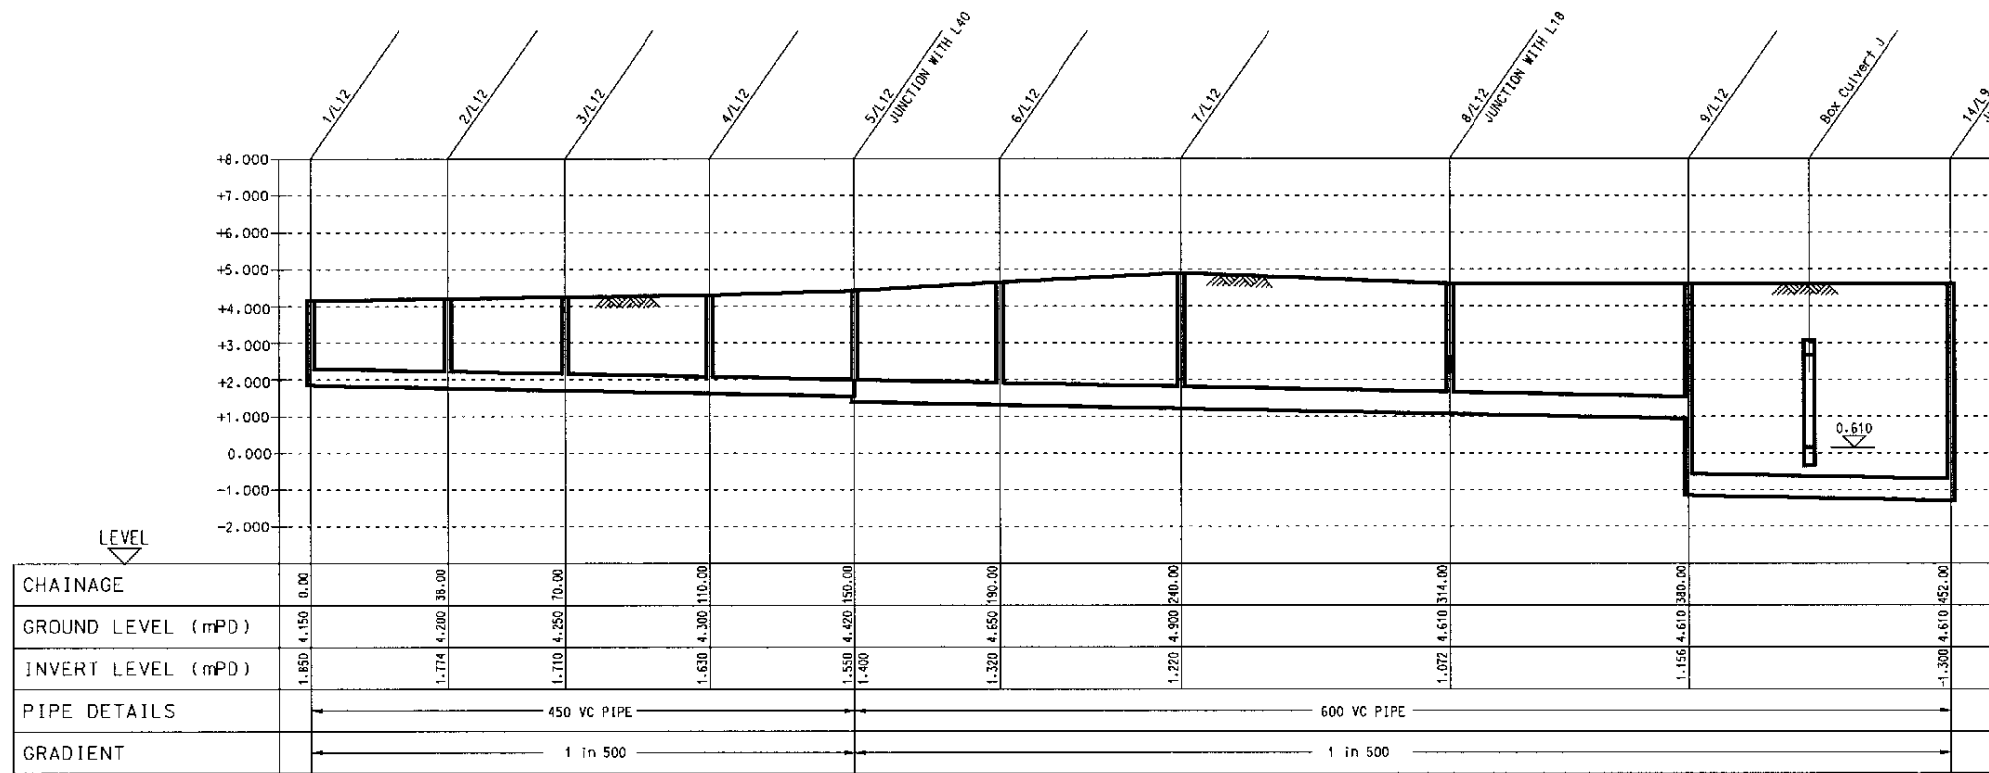 1/L12
2/L12
3/L12
4/L12
5/L12
JUNCTION WITH L40
6/L12
7/L12
8/L12
JUNCTION WITH L18
9/L12
Box Culvert J
14/L9
+8.000
+7.000
+6.000
+5.000
+4.000
+3.000
+2.000
+1.000
0.000
-1.000
-2.000
0.610
LEVEL
CHAINAGE 0.00 38.00 70.00 110.00 150.00 190.00 240.00 314.00 380.00 452.00
GROUND LEVEL (mPD) 4.150 4.200 4.250 4.300 4.420 4.650 4.900 4.610 4.610 4.610
INVERT LEVEL (mPD) 1.850 1.774 1.710 1.630 1.550 1.400 1.320 1.220 1.072 1.156 -1.300
PIPE DETAILS 450 VC PIPE 600 VC PIPE
GRADIENT 1 in 500 1 in 500